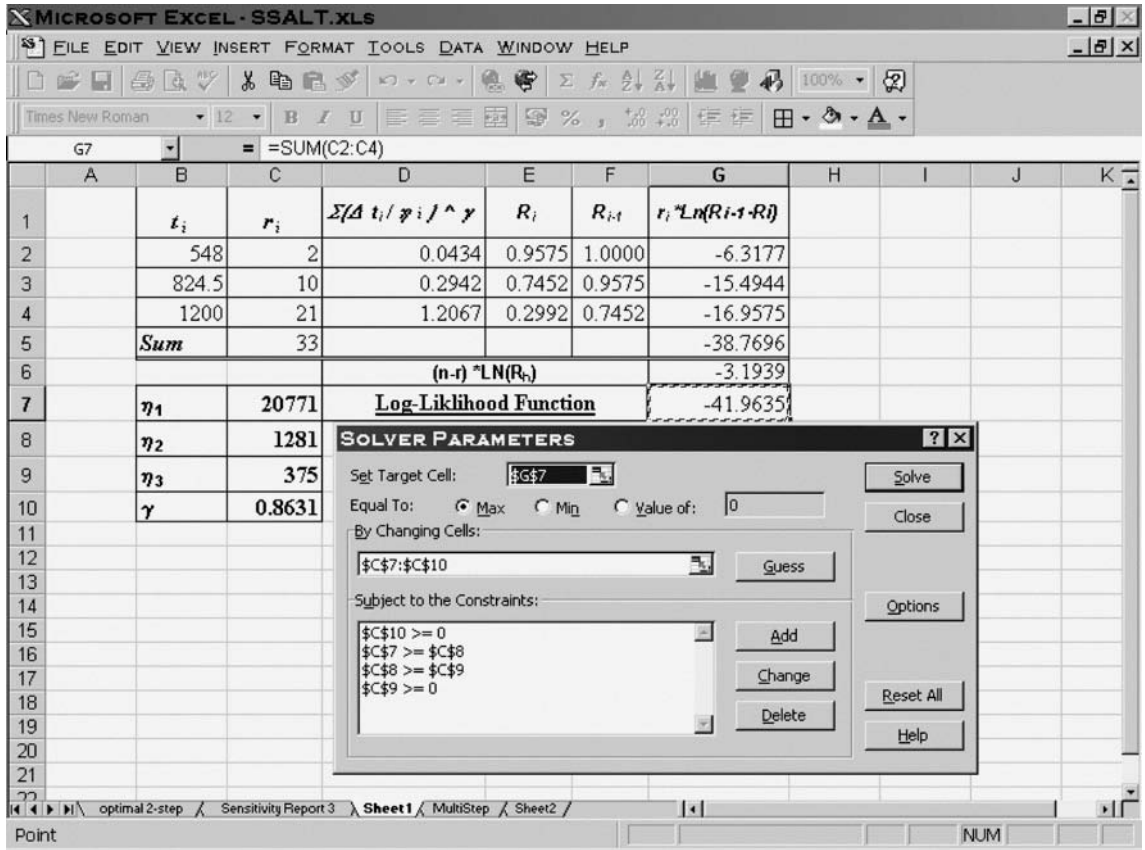 MICROSOFT EXCEL - SSALT.XLS
FILE EDIT VIEW INSERT FORMAT TOOLS DATA WINDOW HELP
100%
Times New Roman 12 B I U
G7 = =SUM(C2:C4)
A B C D E F G H I J K
1 tᵢ rᵢ Rᵢ Rᵢ₋₁ rᵢ*Ln(Ri-1-Ri)
2 548 2 0.0434 0.9575 1.0000 -6.3177
3 824.5 10 0.2942 0.7452 0.9575 -15.4944
4 1200 21 1.2067 0.2992 0.7452 -16.9575
5 Sum 33 -38.7696
6 (n-r) *LN(Rₕ) -3.1939
7 η₁ 20771 Log-Liklihood Function -41.9635
8 η₂ 1281
9 η₃ 375
10 γ 0.8631
11
12
13
14
15
16
17
18
19
20
21
22
SOLVER PARAMETERS
Set Target Cell: $G$7 Solve
Equal To: Max Min Value of: 0 Close
By Changing Cells:
$C$7:$C$10 Guess
Subject to the Constraints: Options
$C$10 >= 0 Add
$C$7 >= $C$8
$C$8 >= $C$9 Change
$C$9 >= 0 Reset All
Delete
Help
optimal 2-step Sensitivity Report 3 Sheet1 MultiStep Sheet2
Point NUM